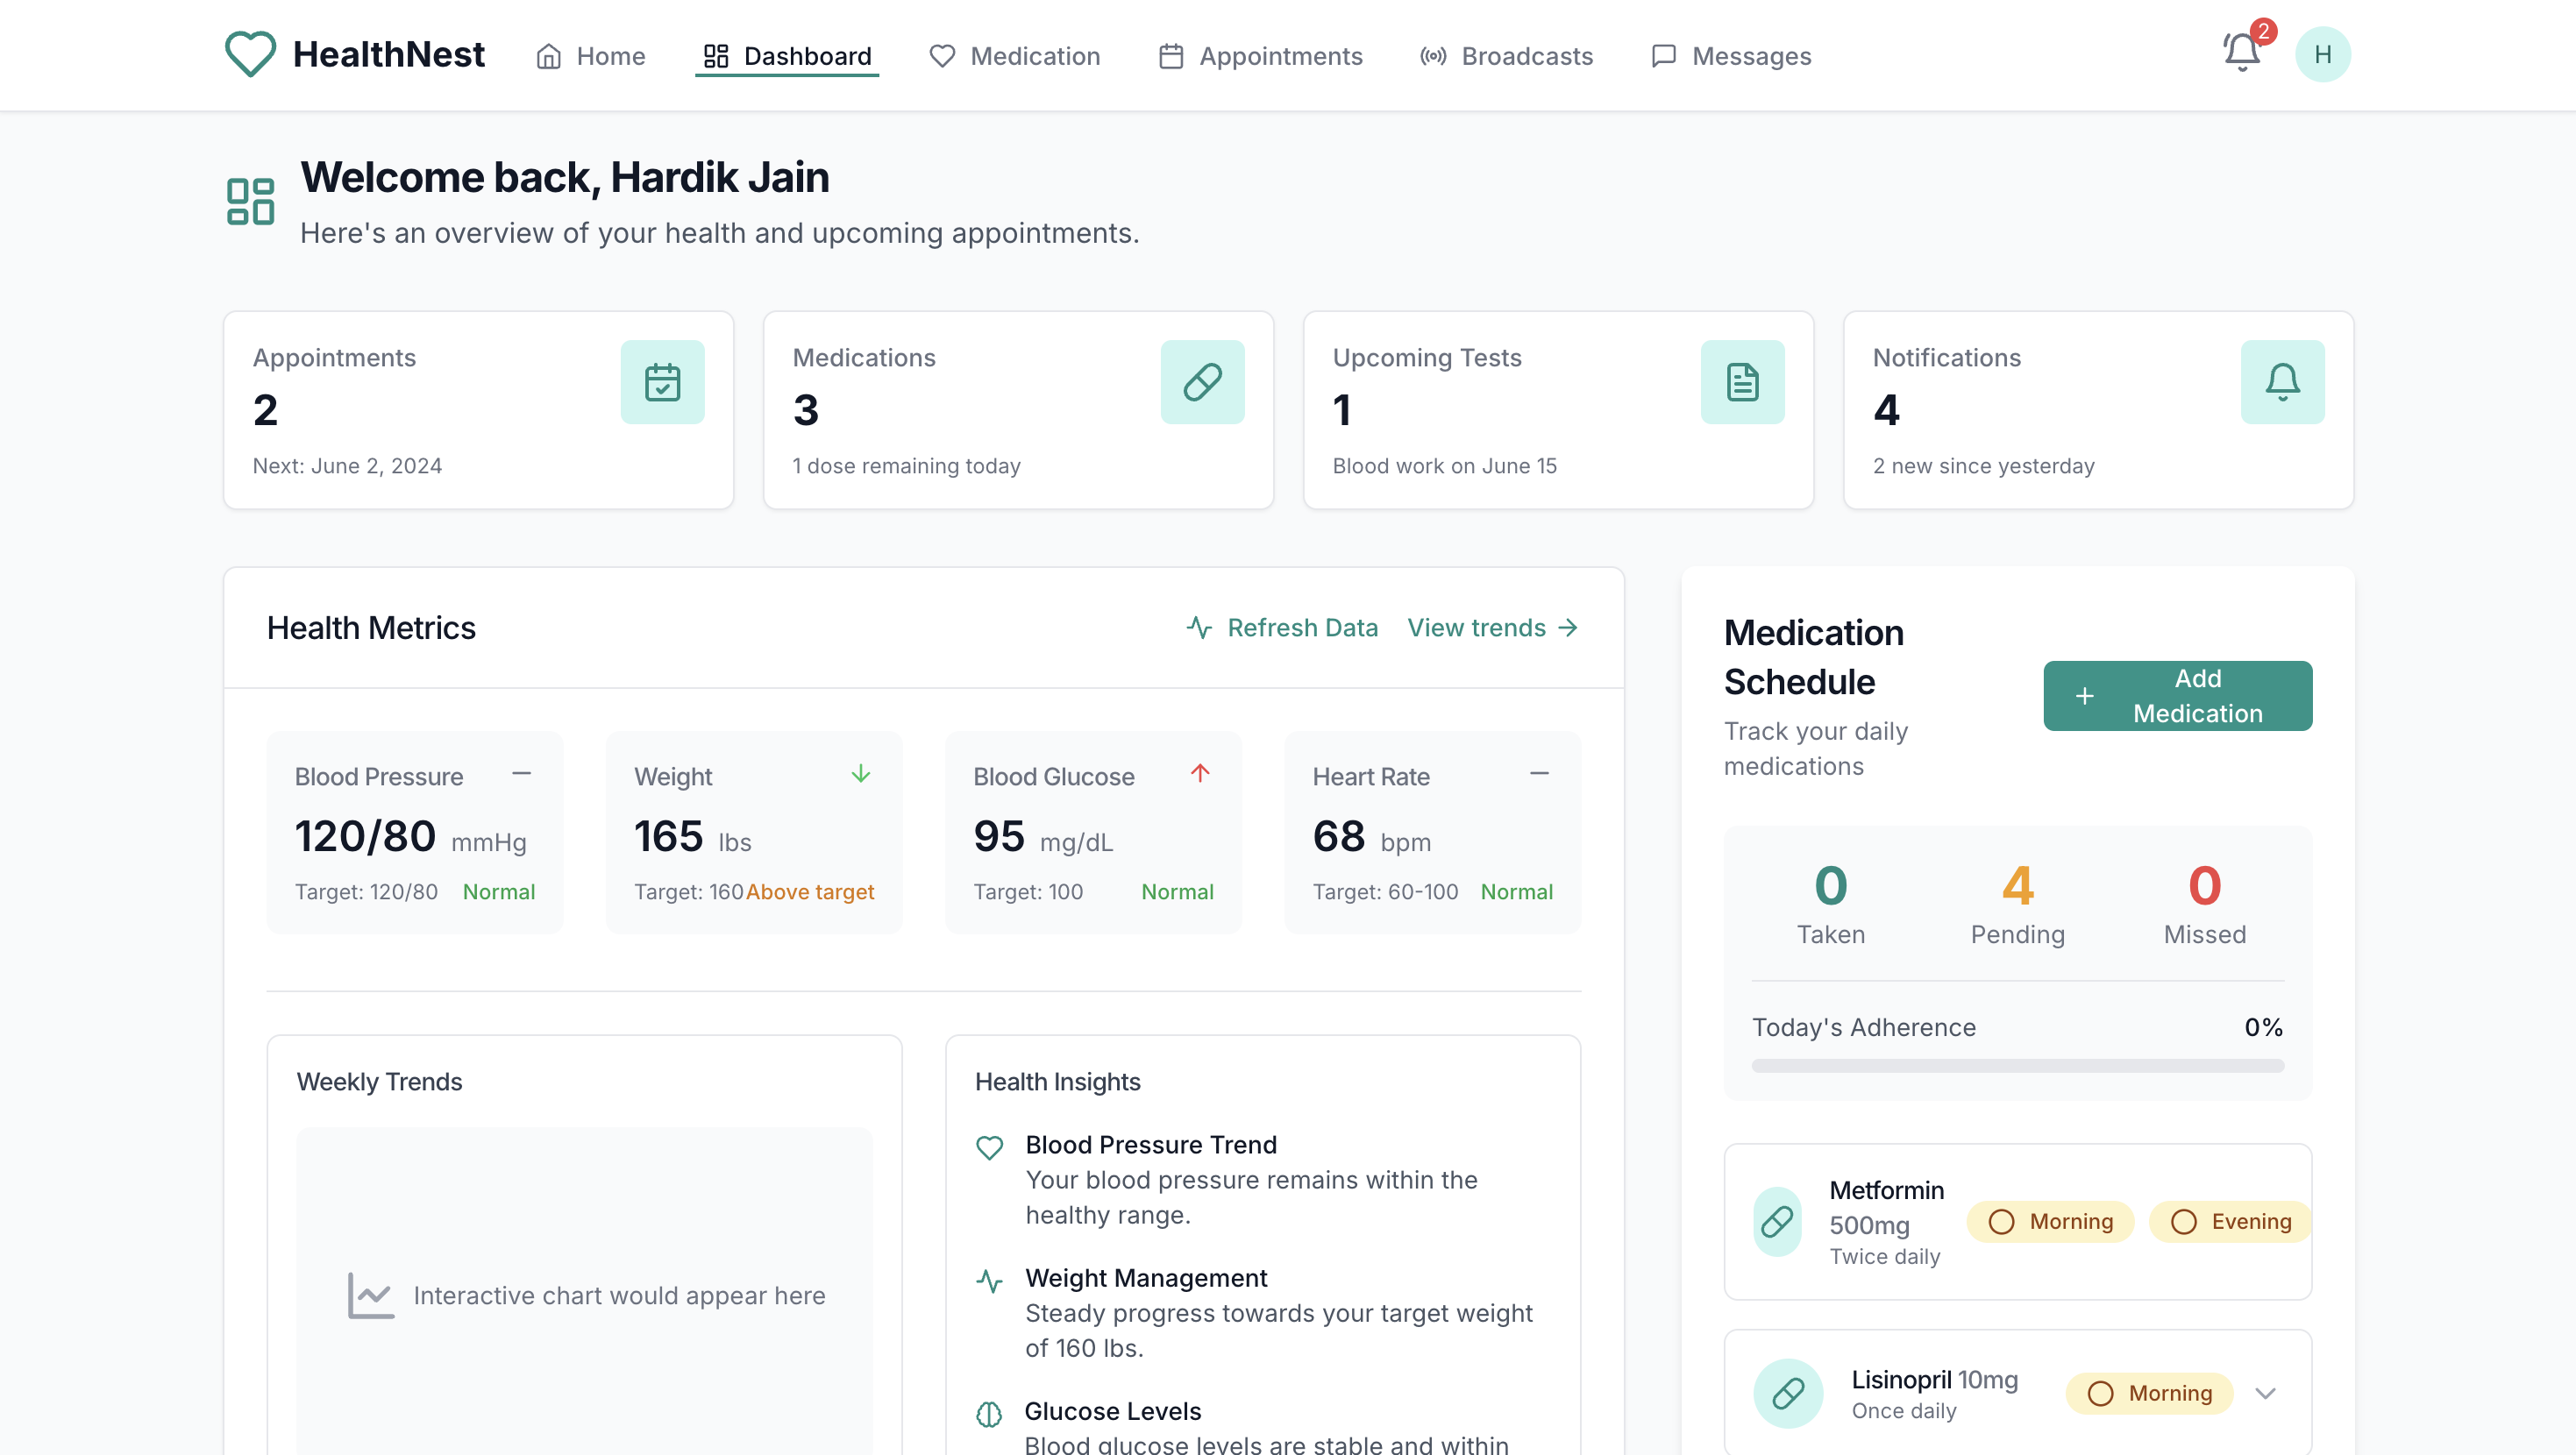 HealthNest
Home
Dashboard
Medication
Appointments
Broadcasts
Messages
2
H
Welcome back, Hardik Jain
Here's an overview of your health and upcoming appointments.
Appointments
2
Next: June 2, 2024
Medications
3
1 dose remaining today
Upcoming Tests
1
Blood work on June 15
Notifications
4
2 new since yesterday
Health Metrics
Refresh Data
View trends
Blood Pressure
120/80 mmHg
Target: 120/80 Normal
Weight
165 lbs
Target: 160 Above target
Blood Glucose
95 mg/dL
Target: 100 Normal
Heart Rate
68 bpm
Target: 60-100 Normal
Weekly Trends
Interactive chart would appear here
Health Insights
Blood Pressure Trend
Your blood pressure remains within the
healthy range.
Weight Management
Steady progress towards your target weight
of 160 lbs.
Glucose Levels
Blood glucose levels are stable and within
Medication
Schedule
Track your daily
medications
Add
Medication
0
Taken
4
Pending
0
Missed
Today's Adherence
0%
Metformin
500mg
Twice daily
Morning
Evening
Lisinopril 10mg
Once daily
Morning